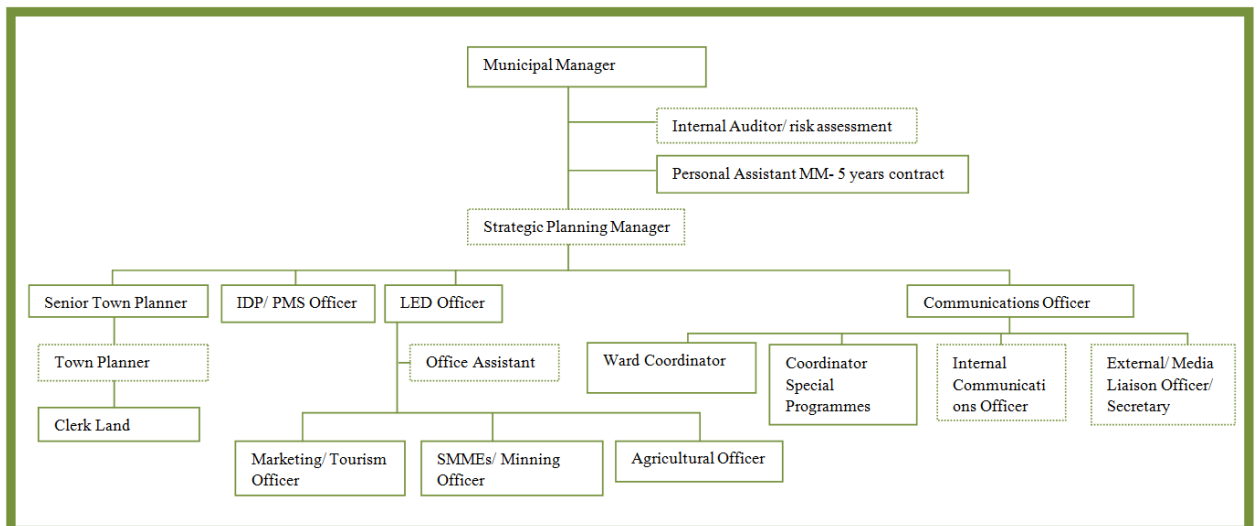 Municipal Manager
Internal Auditor/ risk assessment
Personal Assistant MM- 5 years contract
Strategic Planning Manager
Senior Town Planner
IDP/ PMS Officer
LED Officer
Communications Officer
Town Planner
Office Assistant
Ward Coordinator
Coordinator
Special
Programmes
Internal
Communicati
ons Officer
External/ Media
Liaison Officer/
Secretary
Clerk Land
Marketing/ Tourism
Officer
SMMEs/ Minning
Officer
Agricultural Officer